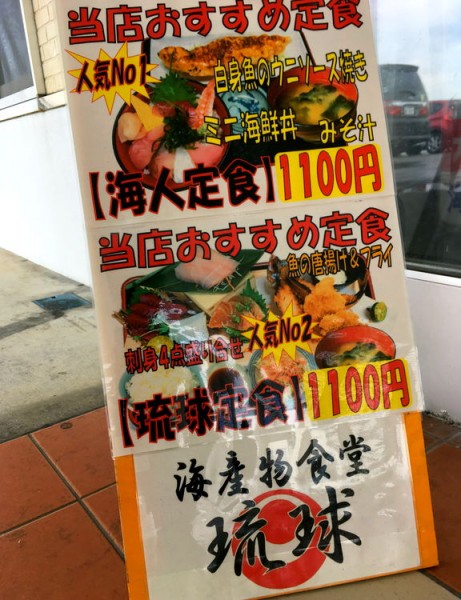 当店おすすめ定食
人気No1
白身魚のウニソース焼き
ミニ海鮮丼 みそ汁
【海人定食】1100円
当店おすすめ定食
魚の唐揚げ&フライ
人気No2
刺身4点盛り合せ
【琉球定食】1100円
海産物食堂
琉球